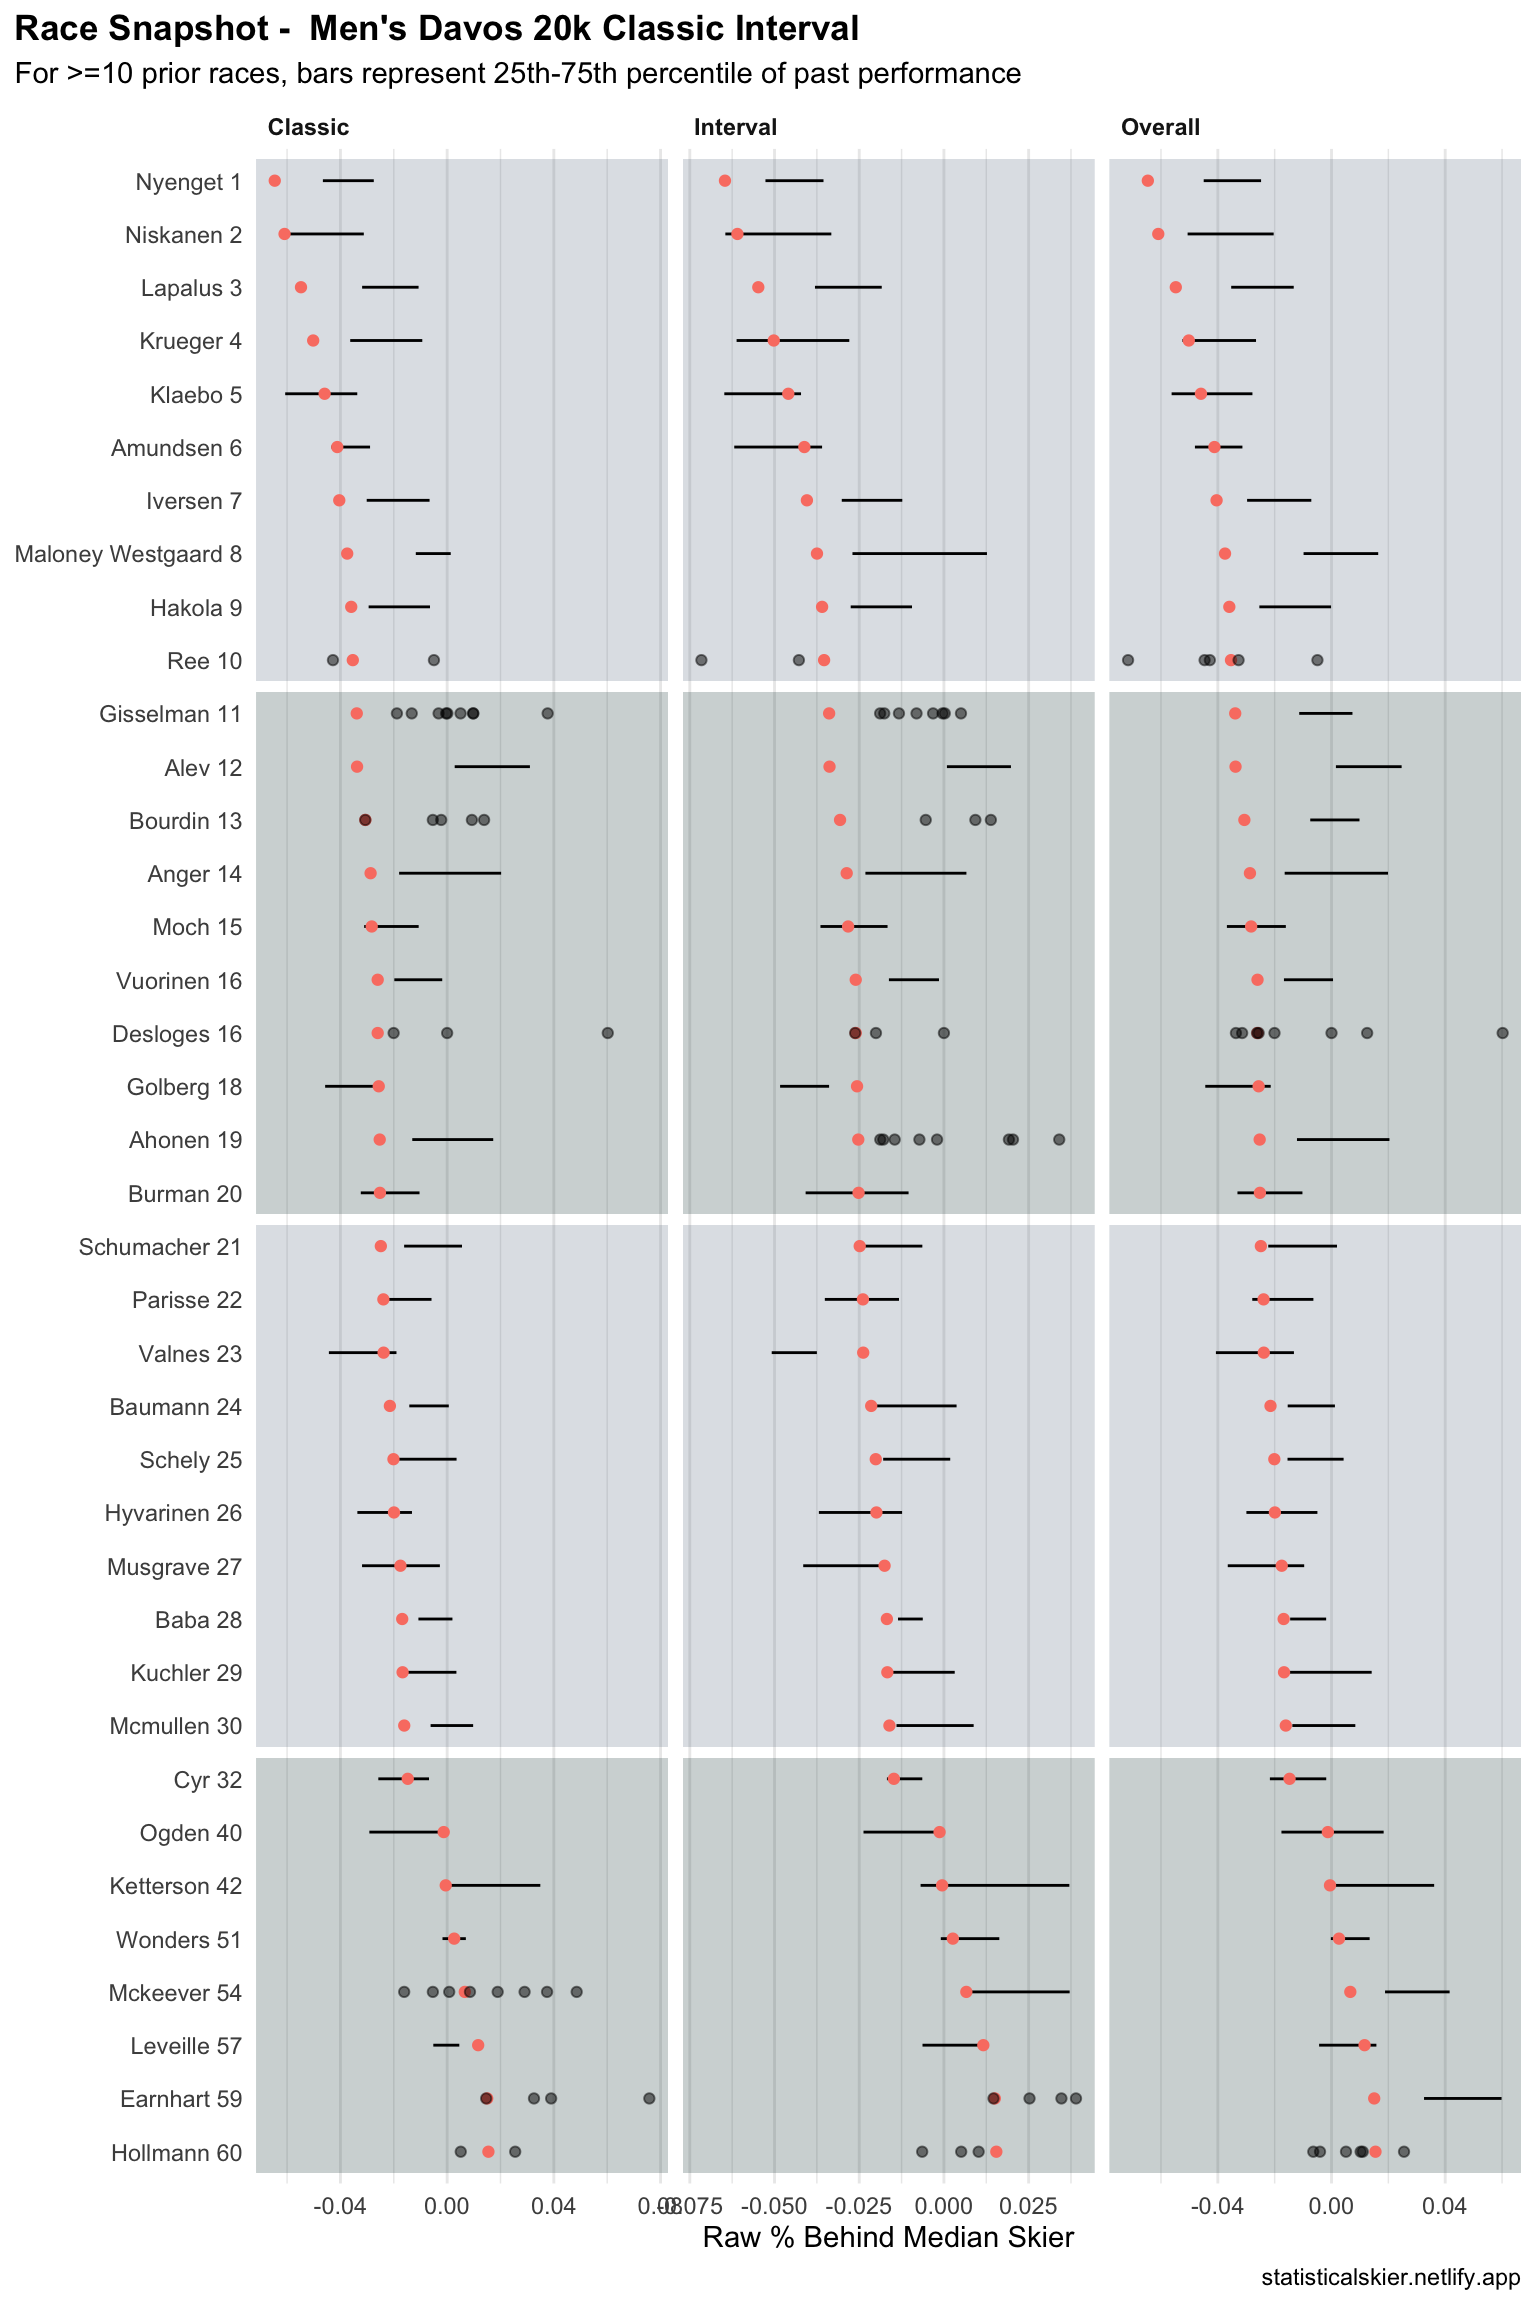 Race Snapshot -  Men's Davos 20k Classic Interval
For >=10 prior races, bars represent 25th-75th percentile of past performance
Classic Interval Overall
Nyenget 1
Niskanen 2
Lapalus 3
Krueger 4
Klaebo 5
Amundsen 6
Iversen 7
Maloney Westgaard 8
Hakola 9
Ree 10
Gisselman 11
Alev 12
Bourdin 13
Anger 14
Moch 15
Vuorinen 16
Desloges 16
Golberg 18
Ahonen 19
Burman 20
Schumacher 21
Parisse 22
Valnes 23
Baumann 24
Schely 25
Hyvarinen 26
Musgrave 27
Baba 28
Kuchler 29
Mcmullen 30
Cyr 32
Ogden 40
Ketterson 42
Wonders 51
Mckeever 54
Leveille 57
Earnhart 59
Hollmann 60
-0.04 0.00 0.04 0.08 -0.075 -0.050 -0.025 0.000 0.025 -0.04 0.00 0.04
Raw % Behind Median Skier
statisticalskier.netlify.app